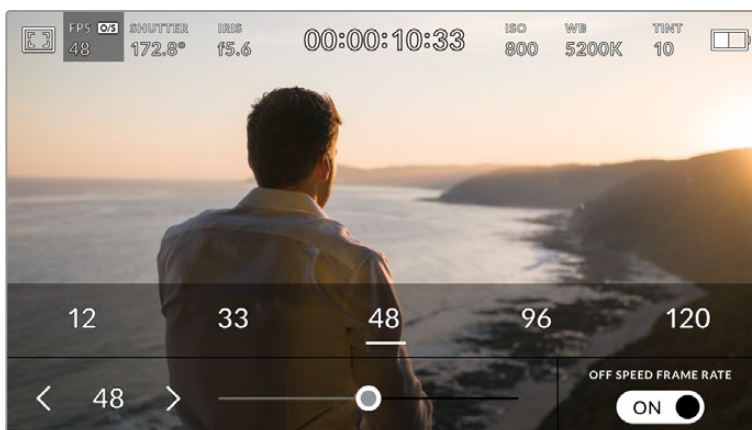 FPS O/S SHUTTER IRIS 00:00:10:33 ISO WB TINT
48 172.8° f5.6 800 5200K 10
12 33 48 96 120
OFF SPEED FRAME RATE
48 ON